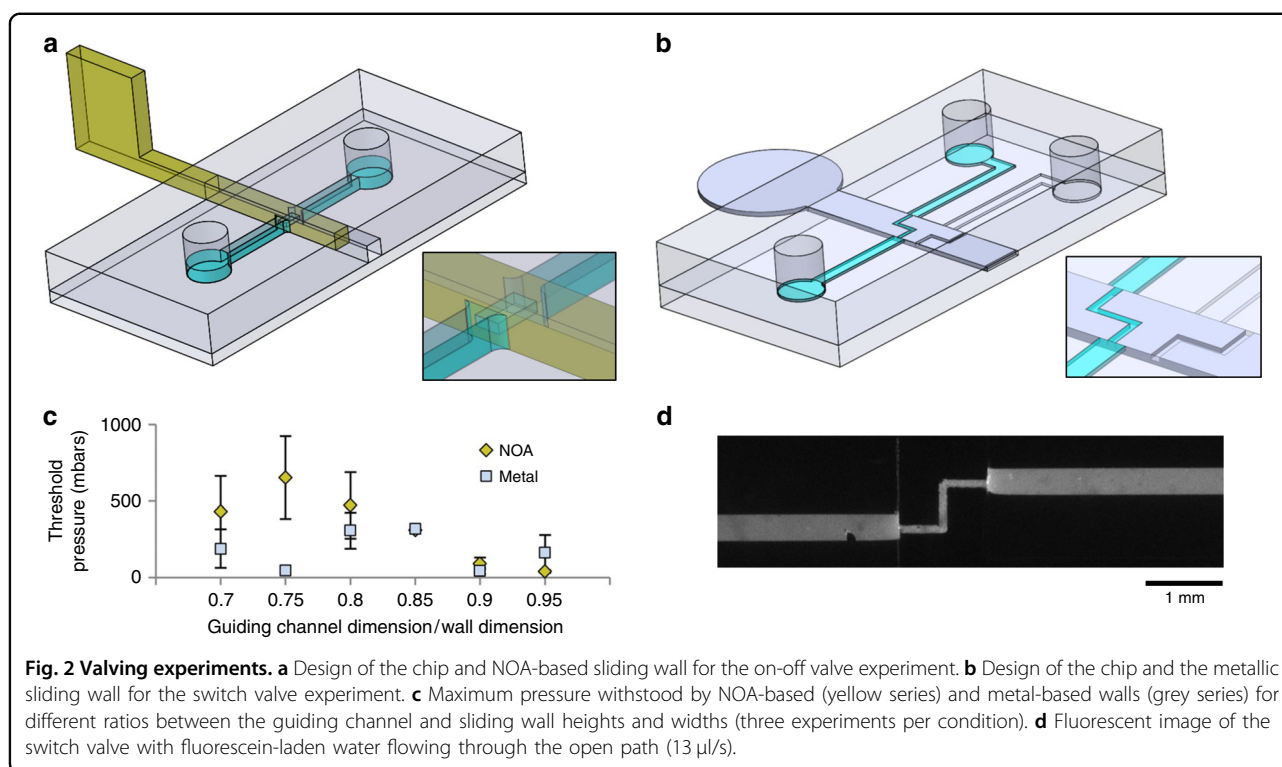 a
b
c
1000
500
0
Threshold
pressure (mbars)
NOA
Metal
0.7 0.75 0.8 0.85 0.9 0.95
Guiding channel dimension/wall dimension
d
1 mm
Fig. 2 Valving experiments. a Design of the chip and NOA-based sliding wall for the on-off valve experiment. b Design of the chip and the metallic
sliding wall for the switch valve experiment. c Maximum pressure withstood by NOA-based (yellow series) and metal-based walls (grey series) for
different ratios between the guiding channel and sliding wall heights and widths (three experiments per condition). d Fluorescent image of the
switch valve with fluorescein-laden water flowing through the open path (13 µl/s).